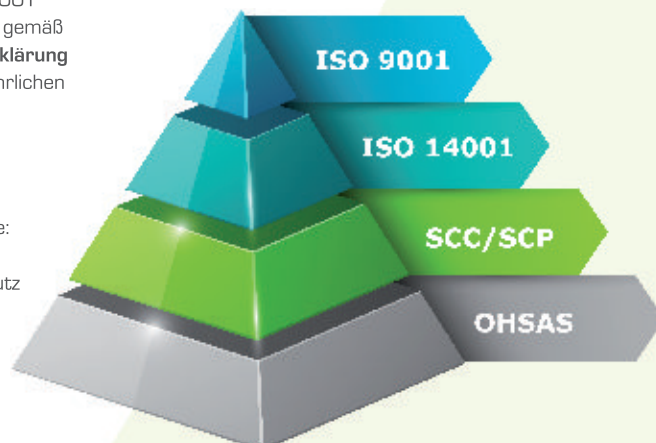 gemäß
klärung
hrlichen
e:
utz
ISO 9001
ISO 14001
SCC/SCP
OHSAS